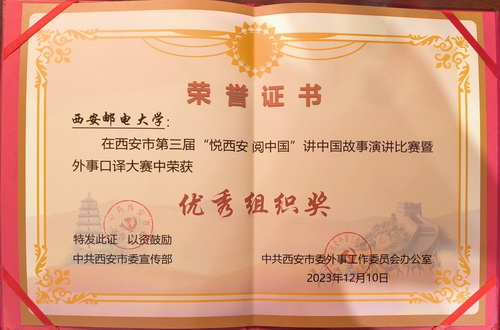 荣誉证书
西安邮电大学：
在西安市第三届“悦西安 阅中国”讲中国故事演讲比赛暨
外事口译大赛中荣获
优秀组织奖
特发此证 以资鼓励
中共西安市委宣传部
中共西安市委外事工作委员会办公室
2023年12月10日